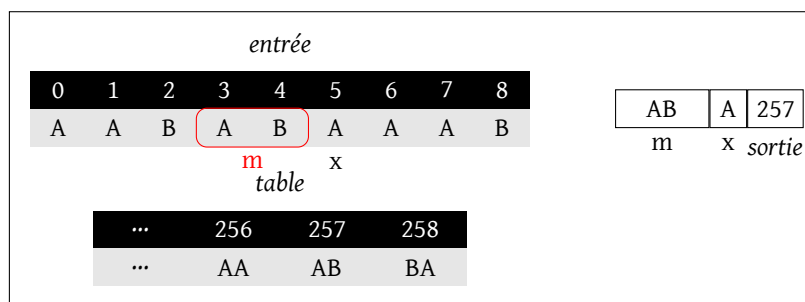 entrée
0 1 2 3 4 5 6 7 8
A A B A B A A A B
m x
table
... 256 257 258
... AA AB BA
AB A 257
m x sortie